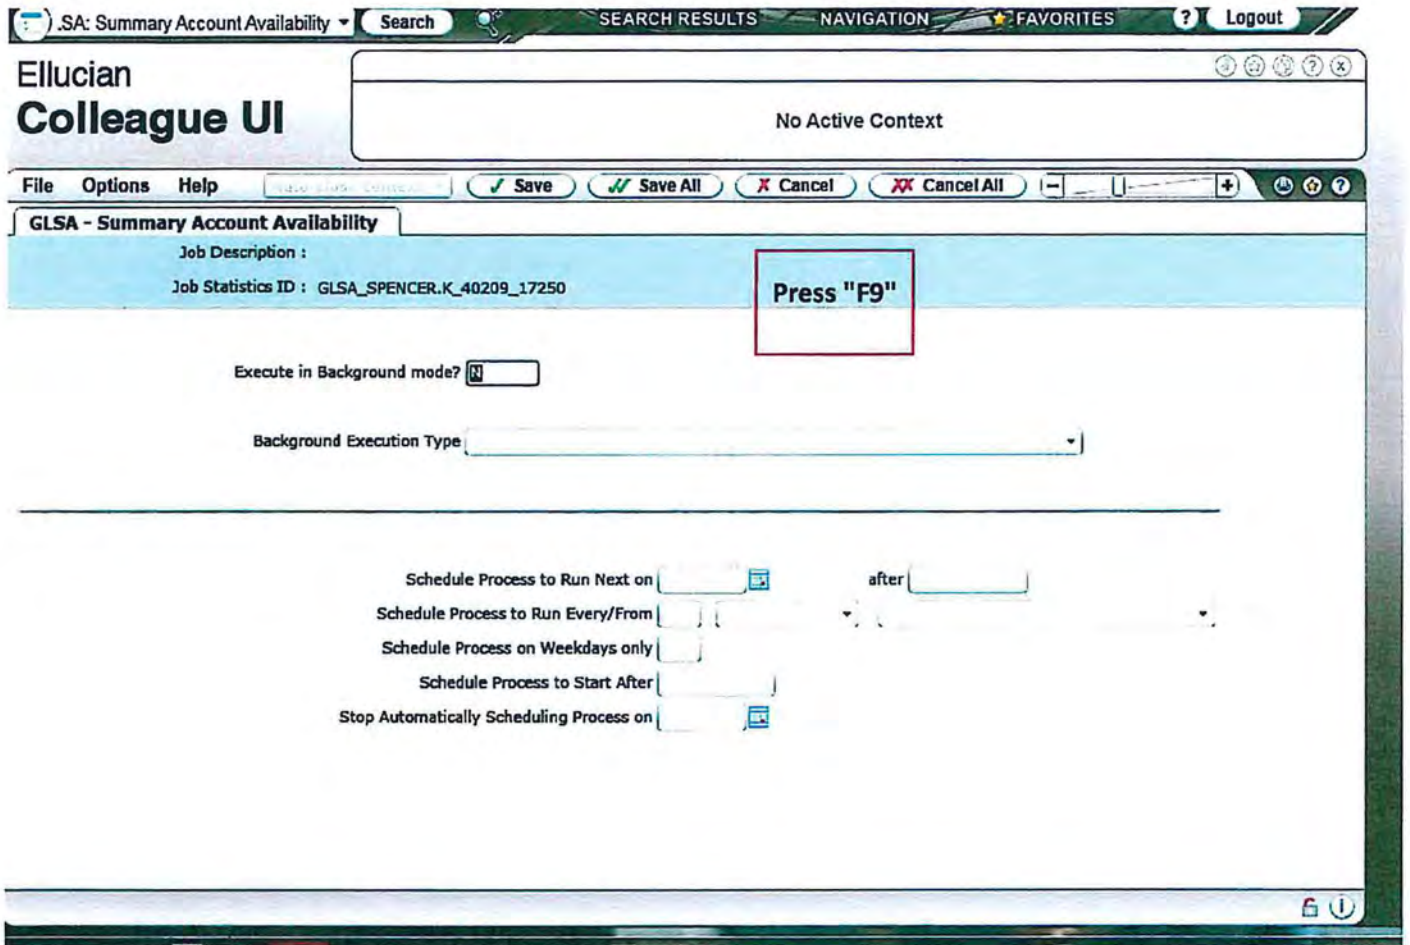 .SA: Summary Account Availability Search SEARCH RESULTS NAVIGATION FAVORITES ? Logout
Ellucian
Colleague UI
No Active Context
File Options Help Save Save All Cancel Cancel All
GLSA - Summary Account Availability
Job Description :
Job Statistics ID : GLSA_SPENCER.K_40209_17250
Press "F9"
Execute in Background mode? N
Background Execution Type
Schedule Process to Run Next on after
Schedule Process to Run Every/From
Schedule Process on Weekdays only
Schedule Process to Start After
Stop Automatically Scheduling Process on